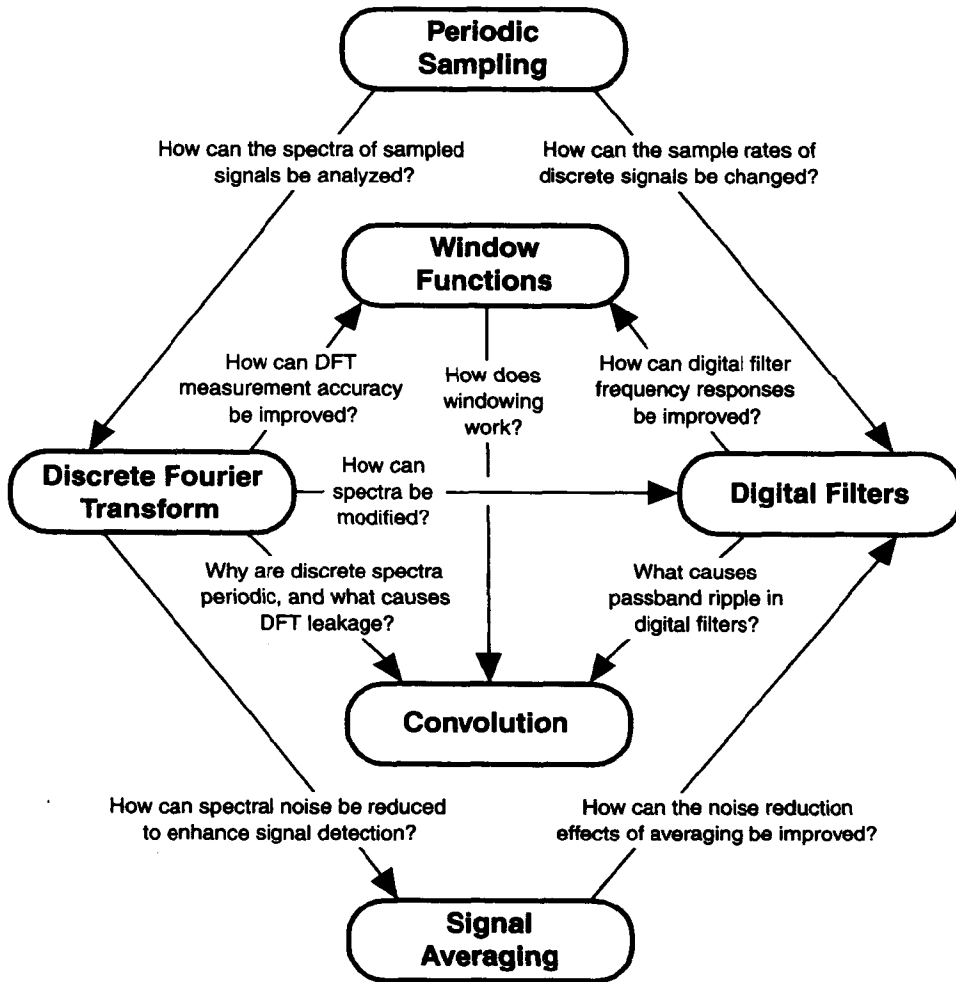 Periodic
Sampling
How can the spectra of sampled
signals be analyzed?
How can the sample rates of
discrete signals be changed?
Window
Functions
How can DFT
measurement accuracy
be improved?
How does
windowing
work?
How can digital filter
frequency responses
be improved?
Discrete Fourier
Transform
How can
spectra be
modified?
Digital Filters
Why are discrete spectra
periodic, and what causes
DFT leakage?
What causes
passband ripple in
digital filters?
Convolution
How can spectral noise be reduced
to enhance signal detection?
How can the noise reduction
effects of averaging be improved?
Signal
Averaging